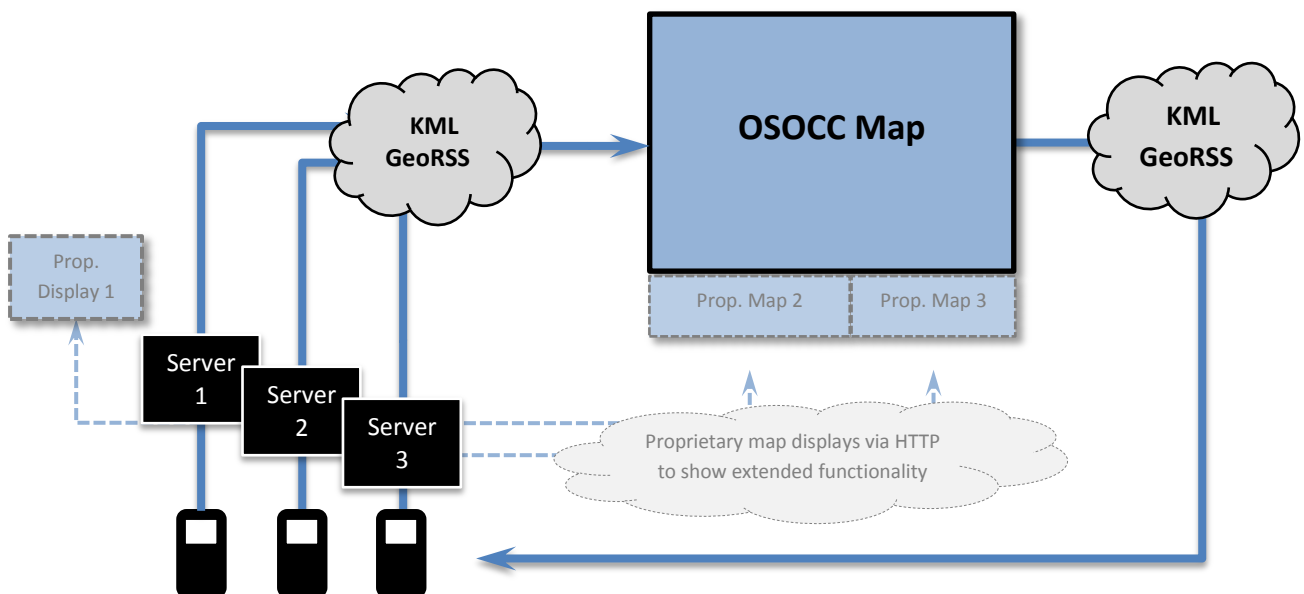 KML
GeoRSS
OSOCC Map
KML
GeoRSS
Prop.
Display 1
Prop. Map 2
Prop. Map 3
Server
1
Server
2
Server
3
Proprietary map displays via HTTP
to show extended functionality